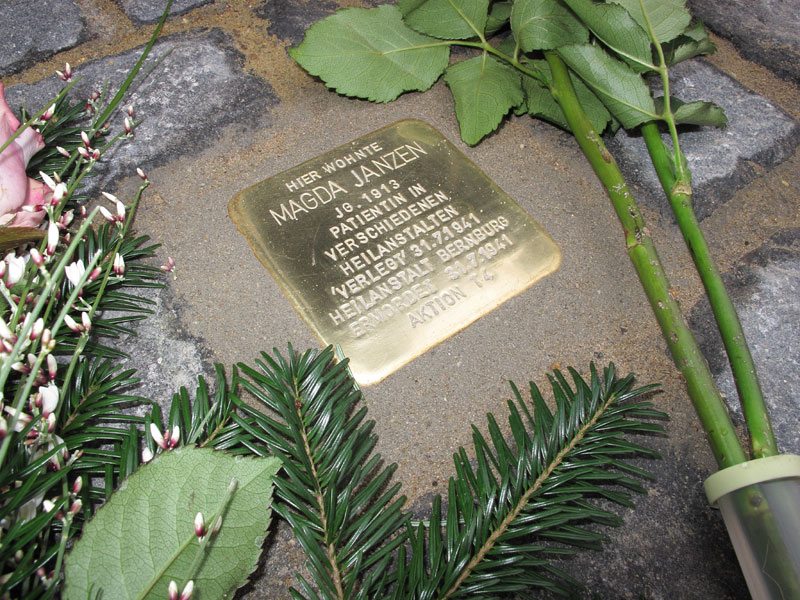 HIER WOHNTE
MAGDA JANZEN
JG. 1913
PATIENTIN IN
VERSCHIEDENEN
HEILANSTALTEN
'VERLEGT' 31.7.1941
HEILANSTALT BERNBURG
ERMORDET 31.7.1941
AKTION T4